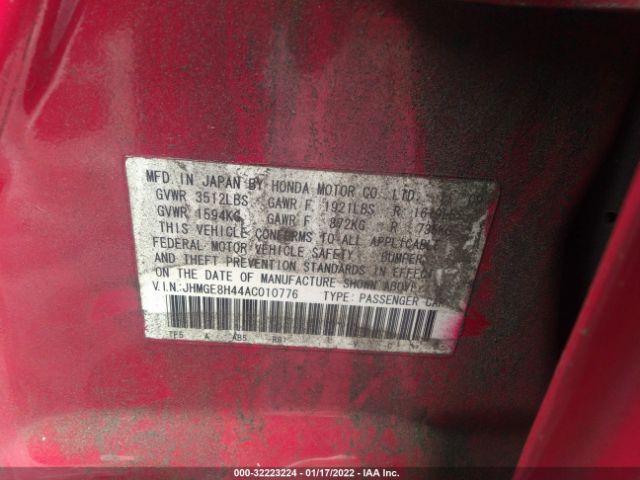 MFD IN JAPAN BY HONDA MOTOR CO., LTD.
GVWR 3512LBS GAWR F 1921LBS R
GVWR 1594KG GAWR F 872KG R
THIS VEHICLE CONFORMS TO ALL APPLICABLE
FEDERAL MOTOR VEHICLE SAFETY BUMPER
AND THEFT PREVENTION STANDARDS IN EFFECT
ON THE DATE OF MANUFACTURE SHOWN ABOVE.
V.I.N.:JHMGE8H44AC010776 TYPE: PASSENGER CAR
000-32223224 - 01/17/2022 - IAA Inc.